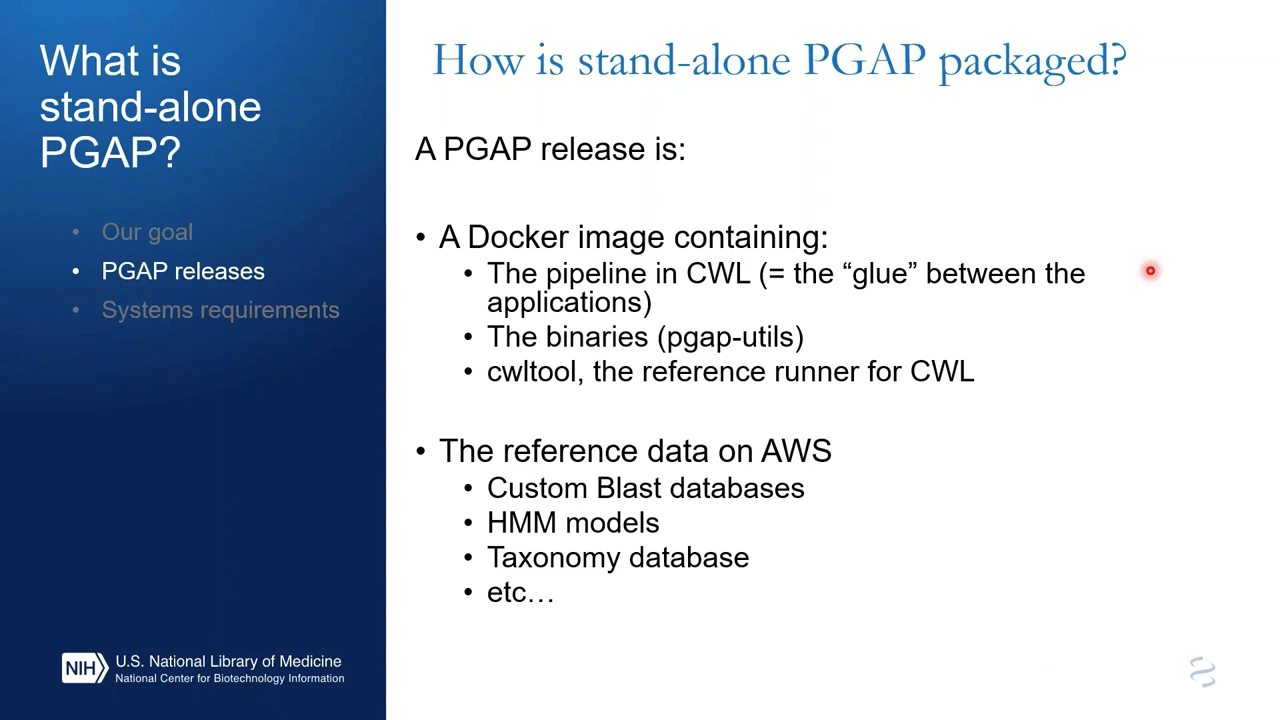 What is
stand-alone
PGAP?
• Our goal
• PGAP releases
• Systems requirements
NIH
U.S. National Library of Medicine
National Center for Biotechnology Information
How is stand-alone PGAP packaged?
A PGAP release is:
• A Docker image containing:
• The pipeline in CWL (= the “glue” between the
applications)
• The binaries (pgap-utils)
• cwltool, the reference runner for CWL
• The reference data on AWS
• Custom Blast databases
• HMM models
• Taxonomy database
• etc…